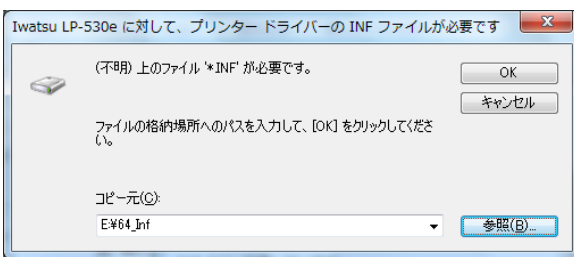 Iwatsu LP-530e に対して、プリンター ドライバーの INF ファイルが必要です
(不明) 上のファイル '*INF' が必要です。
OK
キャンセル
ファイルの格納場所へのパスを入力して、[OK] をクリックしてくださ
い。
コピー元(C):
E:¥64_Inf
参照(B)...